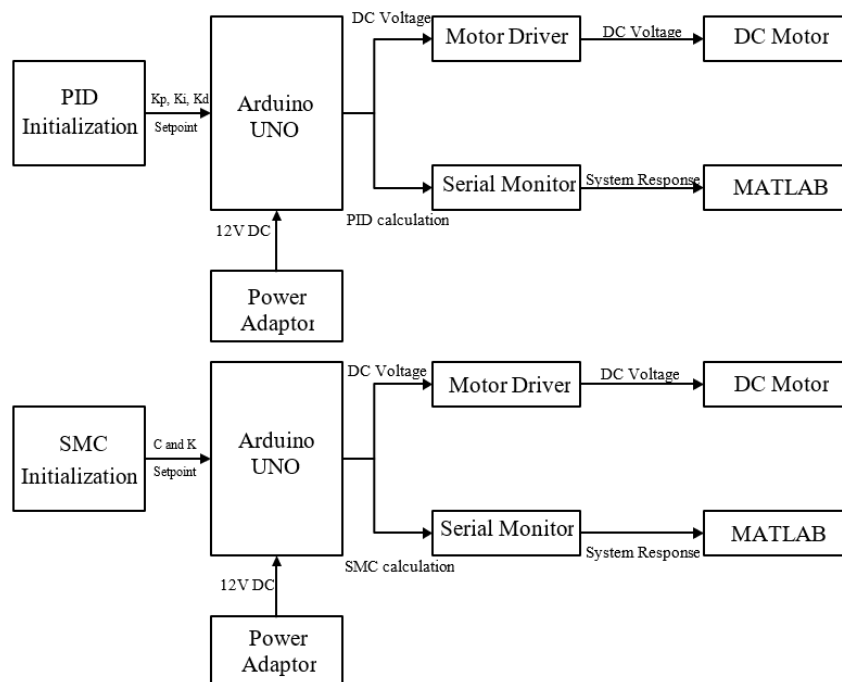 DC Voltage
Motor Driver
DC Voltage
DC Motor
PID
Initialization
Kp, Ki, Kd
Setpoint
Arduino
UNO
Serial Monitor
System Response
MATLAB
PID calculation
12V DC
Power
Adaptor
DC Voltage
Motor Driver
DC Voltage
DC Motor
SMC
Initialization
C and K
Setpoint
Arduino
UNO
Serial Monitor
System Response
MATLAB
SMC calculation
12V DC
Power
Adaptor